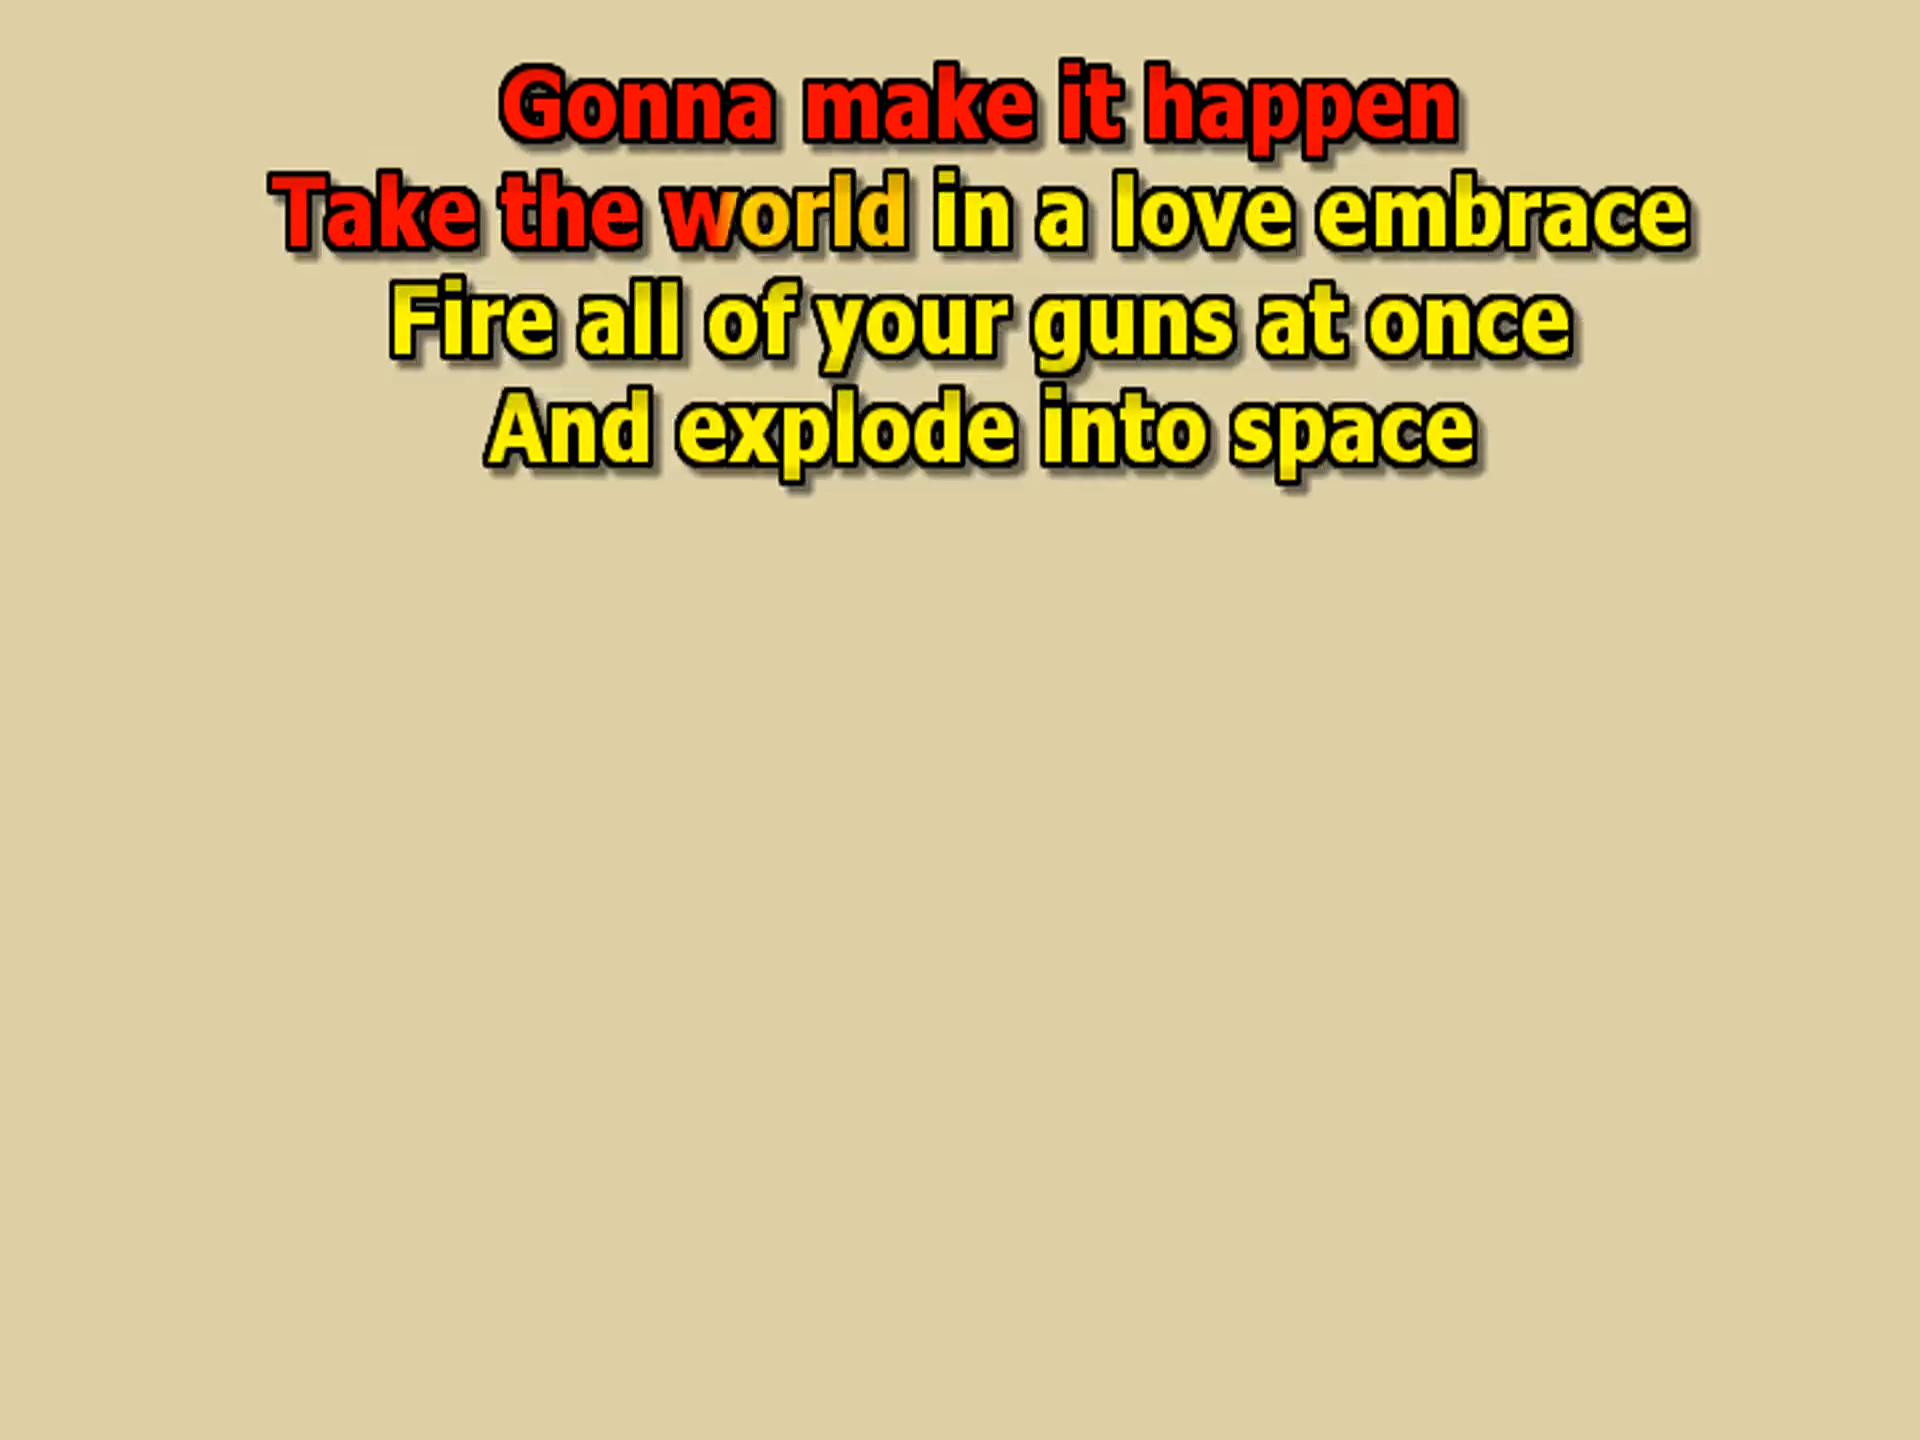 Gonna make it happen
Take the world in a love embrace
Fire all of your guns at once
And explode into space